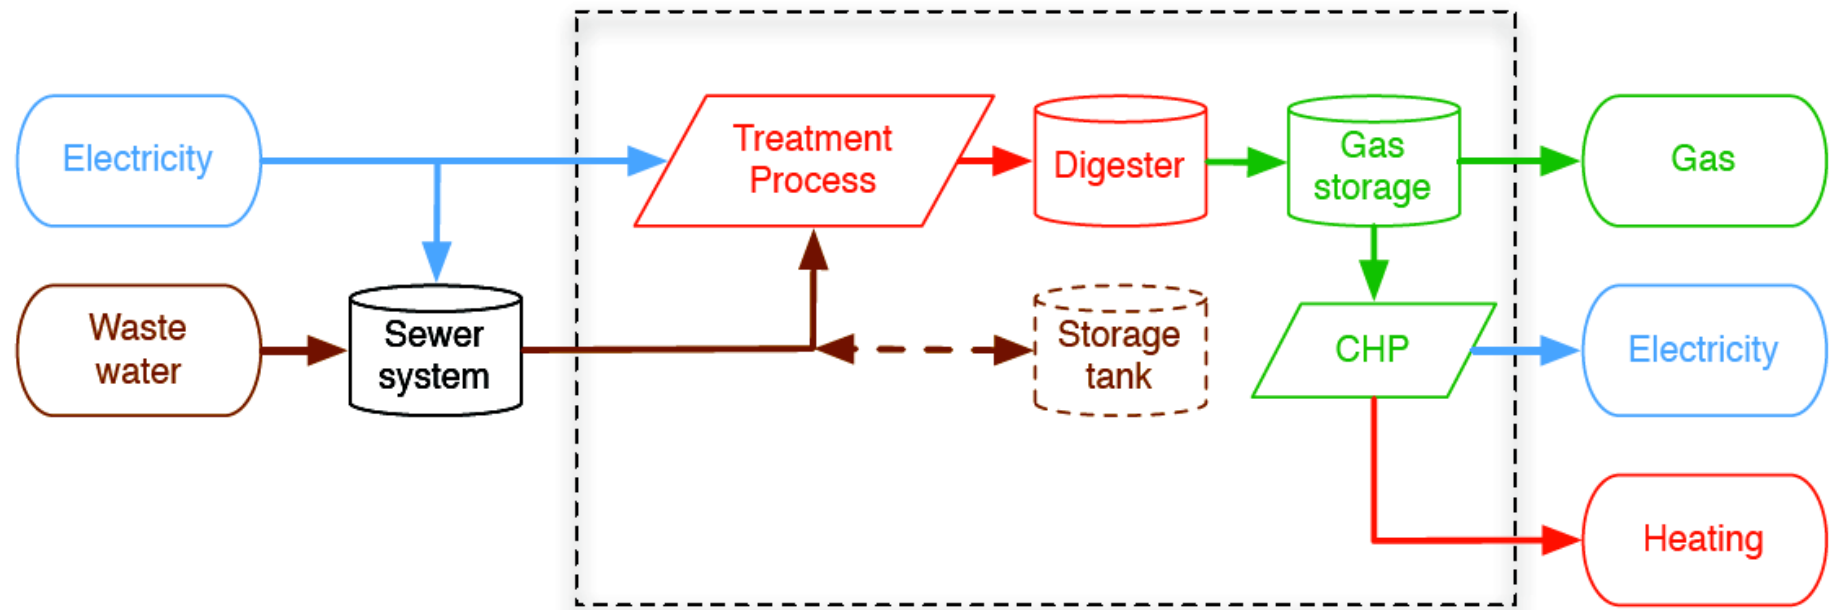 Electricity
Treatment
Process
Digester
Gas
storage
Gas
Waste
water
Sewer
system
Storage
tank
CHP
Electricity
Heating